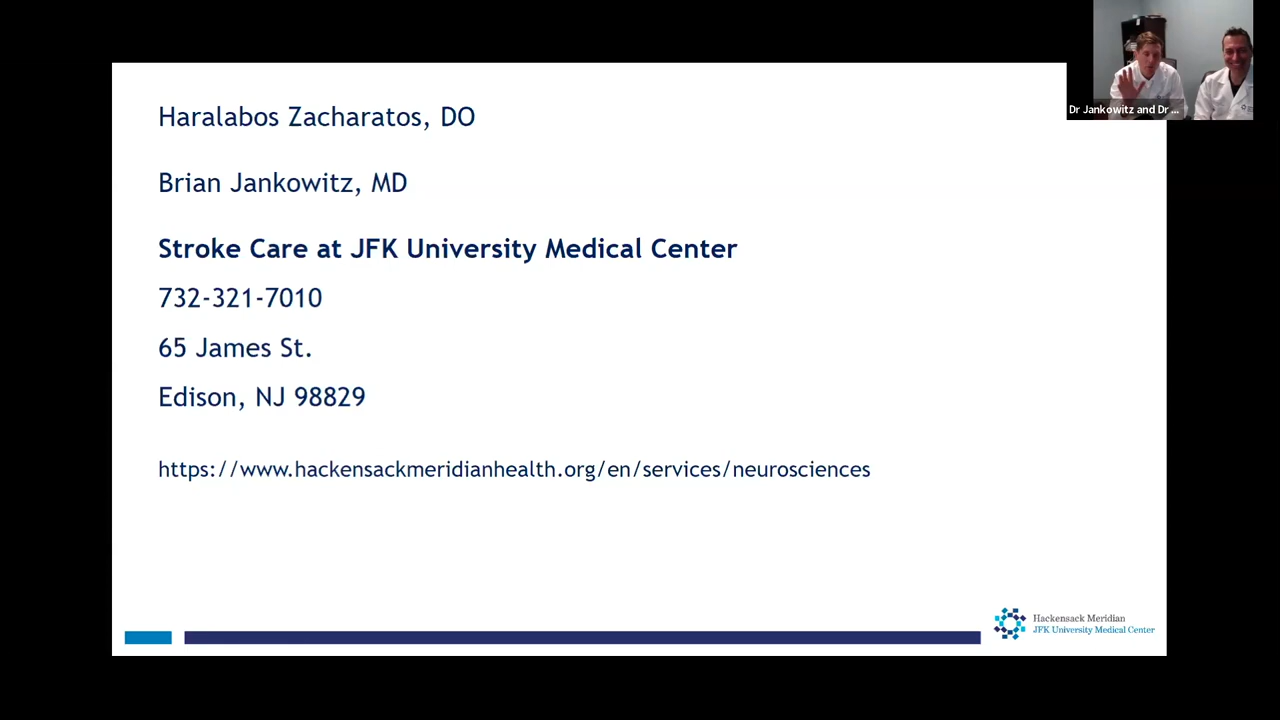 Haralabos Zacharatos, DO
Brian Jankowitz, MD
Stroke Care at JFK University Medical Center
732-321-7010
65 James St.
Edison, NJ 98829
https://www.hackensackmeridianhealth.org/en/services/neurosciences
Dr Jankowitz and Dr ...
Hackensack Meridian
JFK University Medical Center